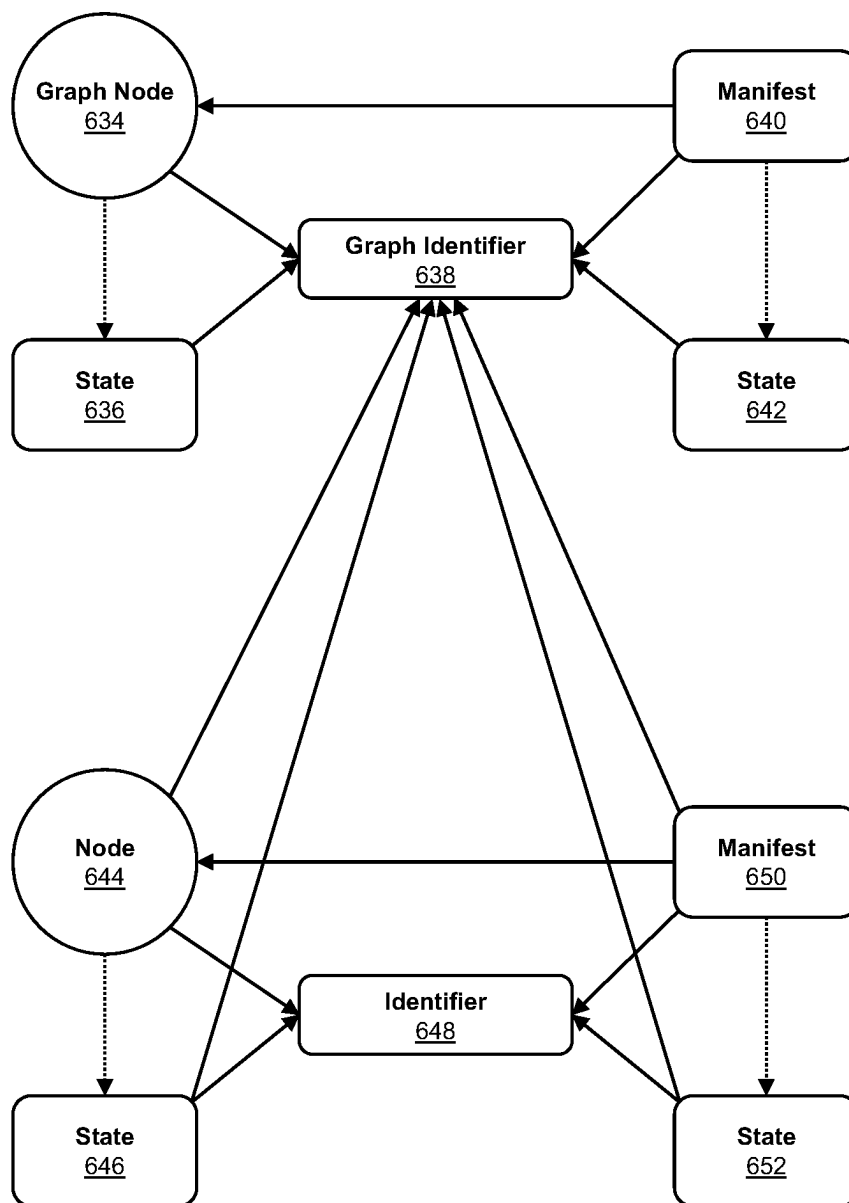 Graph Node
634
Manifest
640
Graph Identifier
638
State
636
State
642
Node
644
Manifest
650
Identifier
648
State
646
State
652